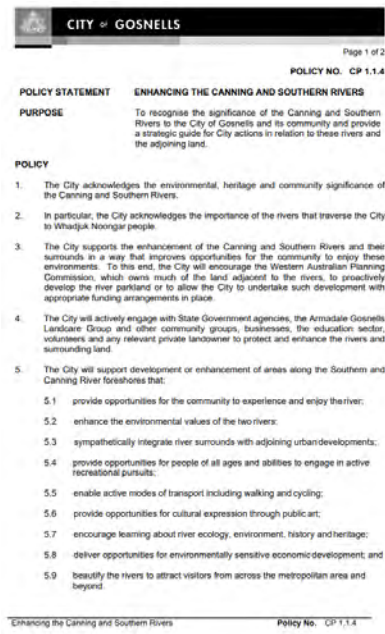 CITY OF GOSNELLS
Page 1 of 2
POLICY NO. CP 1.1.4
POLICY STATEMENT ENHANCING THE CANNING AND SOUTHERN RIVERS
PURPOSE To recognise the significance of the Canning and Southern
Rivers to the City of Gosnells and its community and provide
a strategic guide for City actions in relation to these rivers and
the adjoining land.
POLICY
1. The City acknowledges the environmental, heritage and community significance of
the Canning and Southern Rivers.
2. In particular, the City acknowledges the importance of the rivers that traverse the City
to Whadjuk Noongar people.
3. The City supports the enhancement of the Canning and Southern Rivers and their
surrounds in a way that improves opportunities for the community to enjoy these
environments. To this end, the City will encourage the Western Australian Planning
Commission, which owns much of the land adjacent to the rivers, to proactively
develop the river parkland or to allow the City to undertake such development with
appropriate funding arrangements in place.
4. The City will actively engage with State Government agencies, the Armadale Gosnells
Landcare Group and other community groups, businesses, the education sector,
volunteers and any relevant private landowner to protect and enhance the rivers and
surrounding land.
5. The City will support development or enhancement of areas along the Southern and
Canning River foreshores that:
5.1 provide opportunities for the community to experience and enjoy the river;
5.2 enhance the environmental values of the two rivers;
5.3 sympathetically integrate river surrounds with adjoining urban developments;
5.4 provide opportunities for people of all ages and abilities to engage in active
recreational pursuits;
5.5 enable active modes of transport including walking and cycling;
5.6 provide opportunities for cultural expression through public art;
5.7 encourage learning about river ecology, environment, history and heritage;
5.8 deliver opportunities for environmentally sensitive economic development; and
5.9 beautify the rivers to attract visitors from across the metropolitan area and
beyond.
Enhancing the Canning and Southern Rivers Policy No. CP 1.1.4